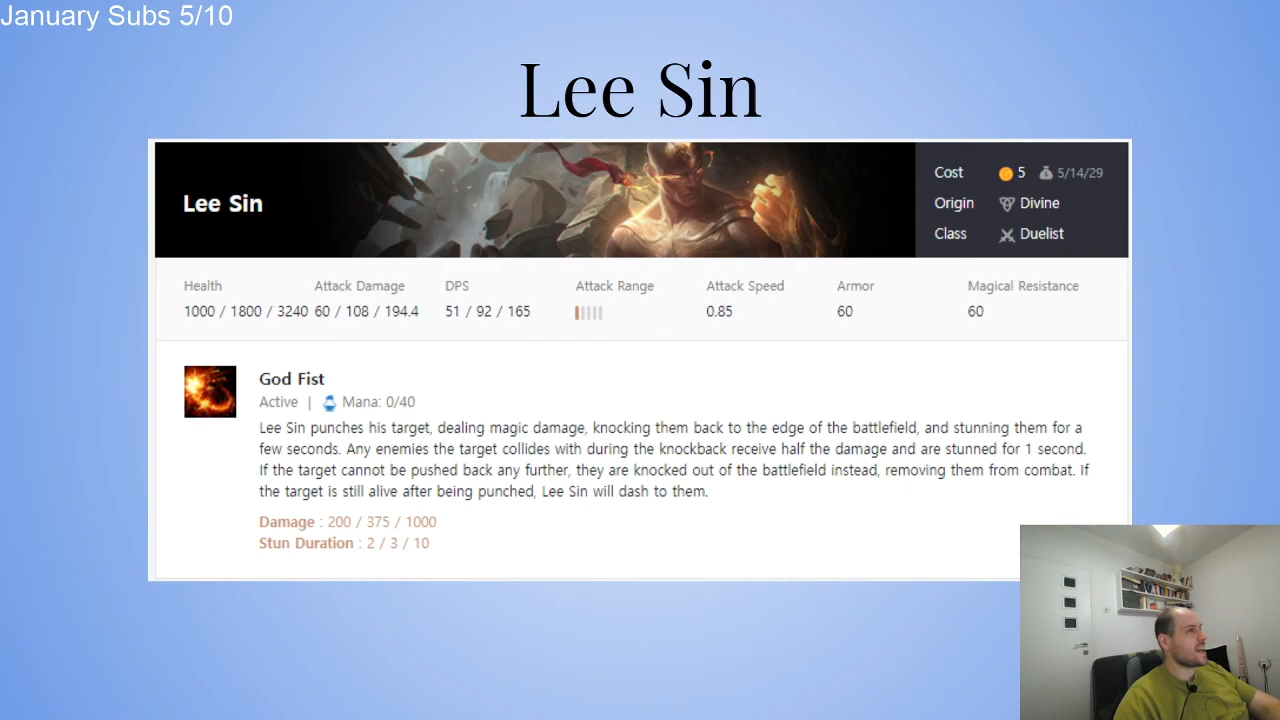 January Subs 5/10
Lee Sin
Lee Sin
Cost 5 5/14/29
Origin Divine
Class Duelist
Health Attack Damage DPS Attack Range Attack Speed Armor Magical Resistance
1000 / 1800 / 3240 60 / 108 / 194.4 51 / 92 / 165 0.85 60 60
God Fist
Active | Mana: 0/40
Lee Sin punches his target, dealing magic damage, knocking them back to the edge of the battlefield, and stunning them for a
few seconds. Any enemies the target collides with during the knockback receive half the damage and are stunned for 1 second.
If the target cannot be pushed back any further, they are knocked out of the battlefield instead, removing them from combat. If
the target is still alive after being punched, Lee Sin will dash to them.
Damage : 200 / 375 / 1000
Stun Duration : 2 / 3 / 10